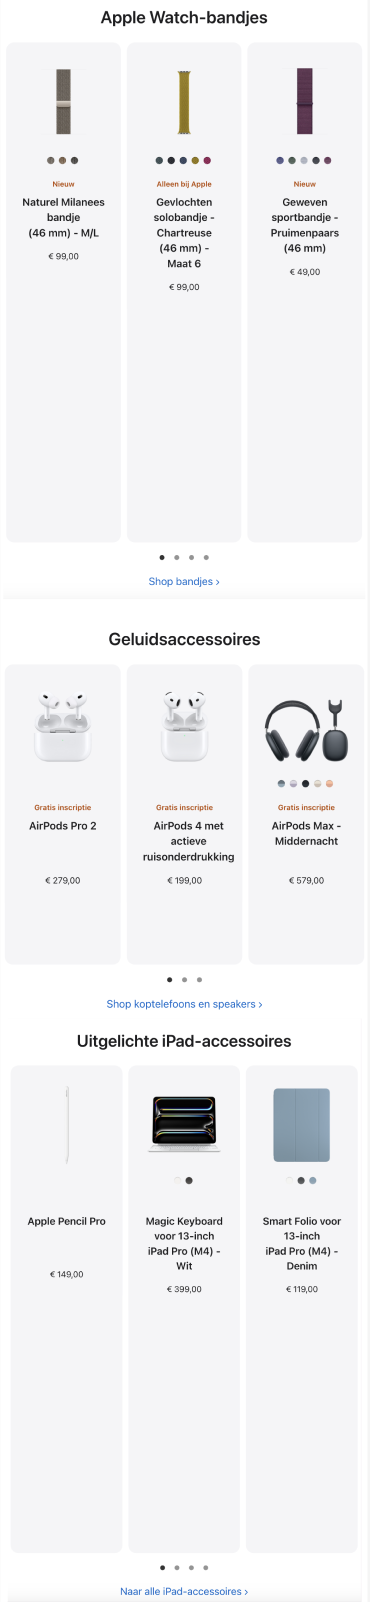 Apple Watch-bandjes
Nieuw
Naturel Milanees
bandje
(46 mm) - M/L
€ 99,00
Alleen bij Apple
Gevlochten
solobandje -
Chartreuse
(46 mm) -
Maat 6
€ 99,00
Nieuw
Geweven
sportbandje -
Pruimenpaars
(46 mm)
€ 49,00
Shop bandjes ›
Geluidsaccessoires
Gratis inscriptie
AirPods Pro 2
€ 279,00
Gratis inscriptie
AirPods 4 met
actieve
ruisonderdrukking
€ 199,00
Gratis inscriptie
AirPods Max -
Middernacht
€ 579,00
Shop koptelefoons en speakers ›
Uitgelichte iPad-accessoires
Apple Pencil Pro
€ 149,00
Magic Keyboard
voor 13-inch
iPad Pro (M4) -
Wit
€ 399,00
Smart Folio voor
13-inch
iPad Pro (M4) -
Denim
€ 119,00
Naar alle iPad-accessoires ›